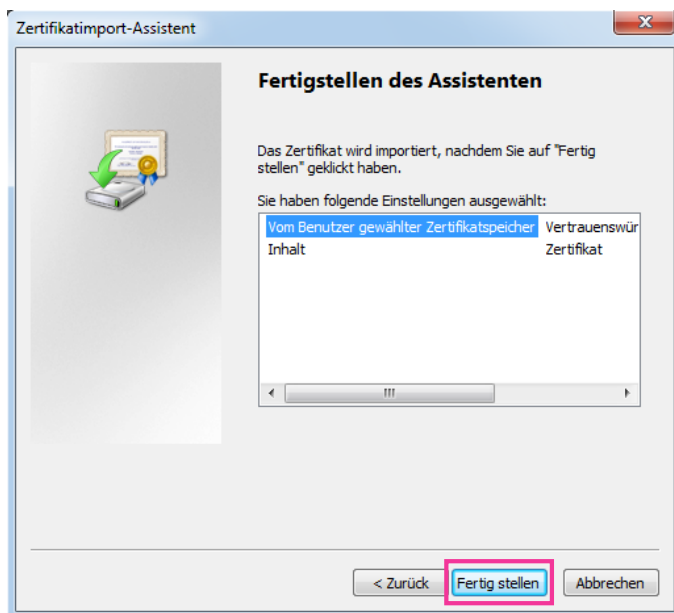 Zertifikatimport-Assistent
Fertigstellen des Assistenten
Das Zertifikat wird importiert, nachdem Sie auf "Fertig
stellen" geklickt haben.
Sie haben folgende Einstellungen ausgewählt:
Vom Benutzer gewählter Zertifikatspeicher Vertrauenswür
Inhalt Zertifikat
< Zurück Fertig stellen Abbrechen